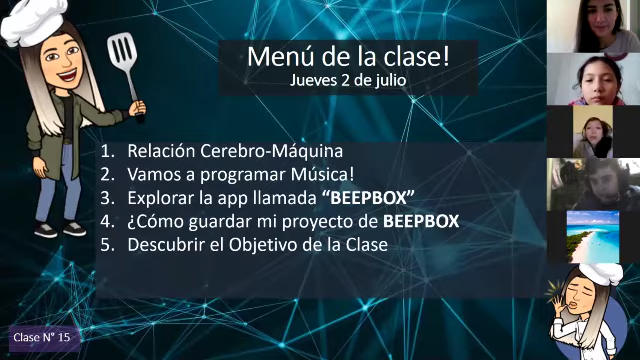 Menú de la clase!
Jueves 2 de julio
1. Relación Cerebro-Máquina
2. Vamos a programar Música!
3. Explorar la app llamada “BEEPBOX”
4. ¿Cómo guardar mi proyecto de BEEPBOX
5. Descubrir el Objetivo de la Clase
Clase N° 15